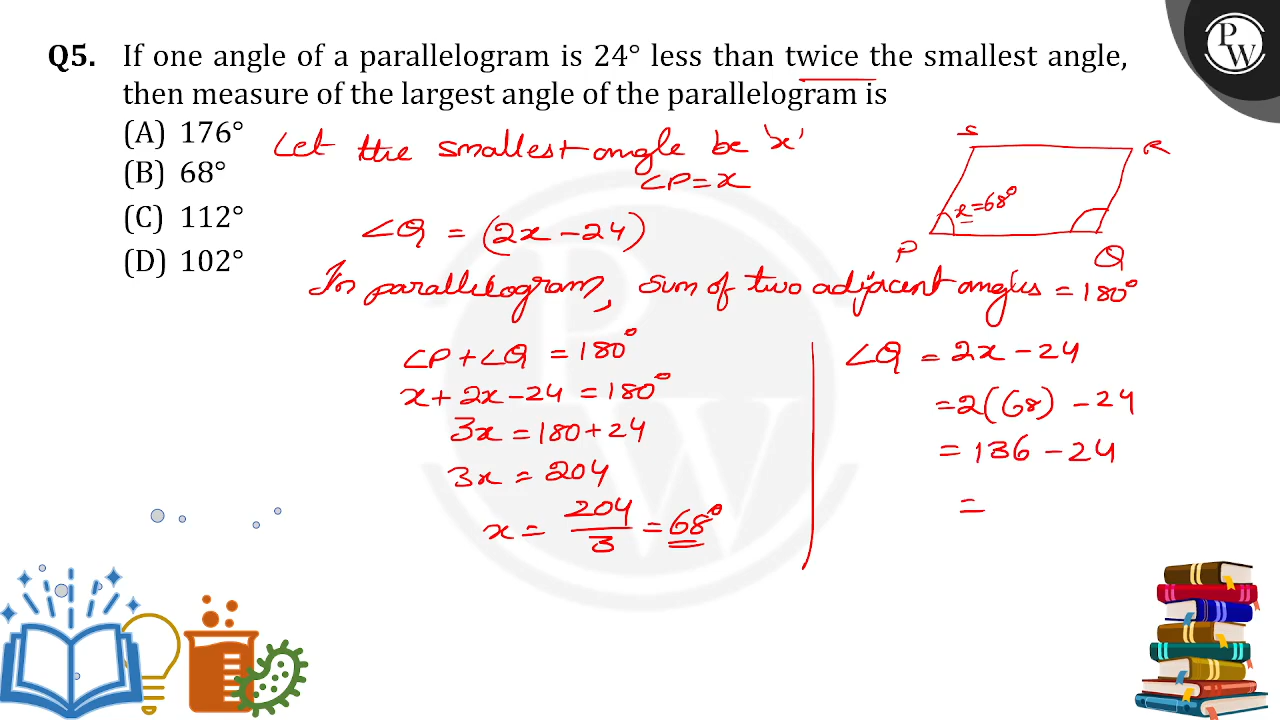 Q5. If one angle of a parallelogram is 24° less than twice the smallest angle,
then measure of the largest angle of the parallelogram is
(A) 176°
(B) 68°
(C) 112°
(D) 102°
Let the smallest angle be 'x'
∠P = x
∠Q = (2x - 24)
In parallelogram, sum of two adjacent angles = 180°
∠P + ∠Q = 180°
x + 2x - 24 = 180°
3x = 180 + 24
3x = 204
x = 204/3 = 68°
∠Q = 2x - 24
= 2(68) - 24
= 136 - 24
=
S
R
x = 68°
P
Q
PW
PW